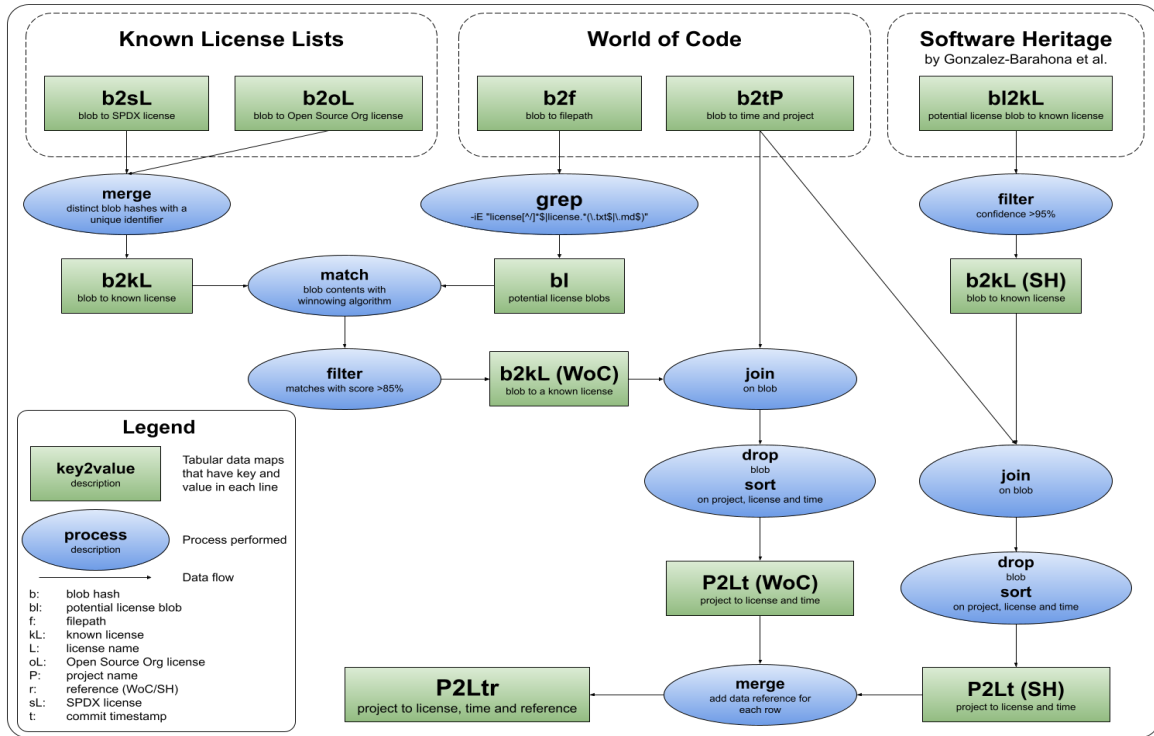 Known License Lists
World of Code
Software Heritage
by Gonzalez-Barahona et al.
b2sL
blob to SPDX license
b2oL
blob to Open Source Org license
b2f
blob to filepath
b2tP
blob to time and project
bl2kL
potential license blob to known license
merge
distinct blob hashes with a
unique identifier
grep
-iE "license[^/]*$|license.*(\.txt$|\.md$)"
filter
confidence >95%
b2kL
blob to known license
match
blob contents with
winnowing algorithm
bl
potential license blobs
b2kL (SH)
blob to known license
filter
matches with score >85%
b2kL (WoC)
blob to a known license
join
on blob
drop
blob
sort
on project, license and time
join
on blob
P2Lt (WoC)
project to license and time
drop
blob
sort
on project, license and time
P2Ltr
project to license, time and reference
merge
add data reference for
each row
P2Lt (SH)
project to license and time
Legend
key2value
description
Tabular data maps
that have key and
value in each line
process
description
Process performed
Data flow
b: blob hash
bl: potential license blob
f: filepath
kL: known license
L: license name
oL: Open Source Org license
P: project name
r: reference (WoC/SH)
sL: SPDX license
t: commit timestamp